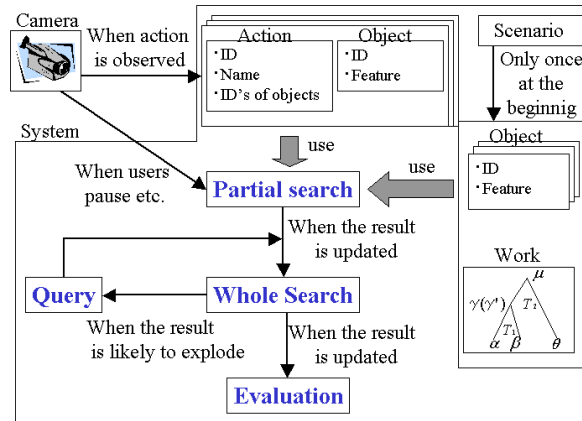 Camera
When action
is observed
Action
・ID
・Name
・ID's of objects
Object
・ID
・Feature
Scenario
Only once
at the
beginnig
System
use
Object
・ID
・Feature
When users
pause etc.
Partial search
use
When the result
is updated
Work
μ
γ(γ') T₂
T₁
α β θ
Query
Whole Search
When the result
is likely to explode
When the result
is updated
Evaluation